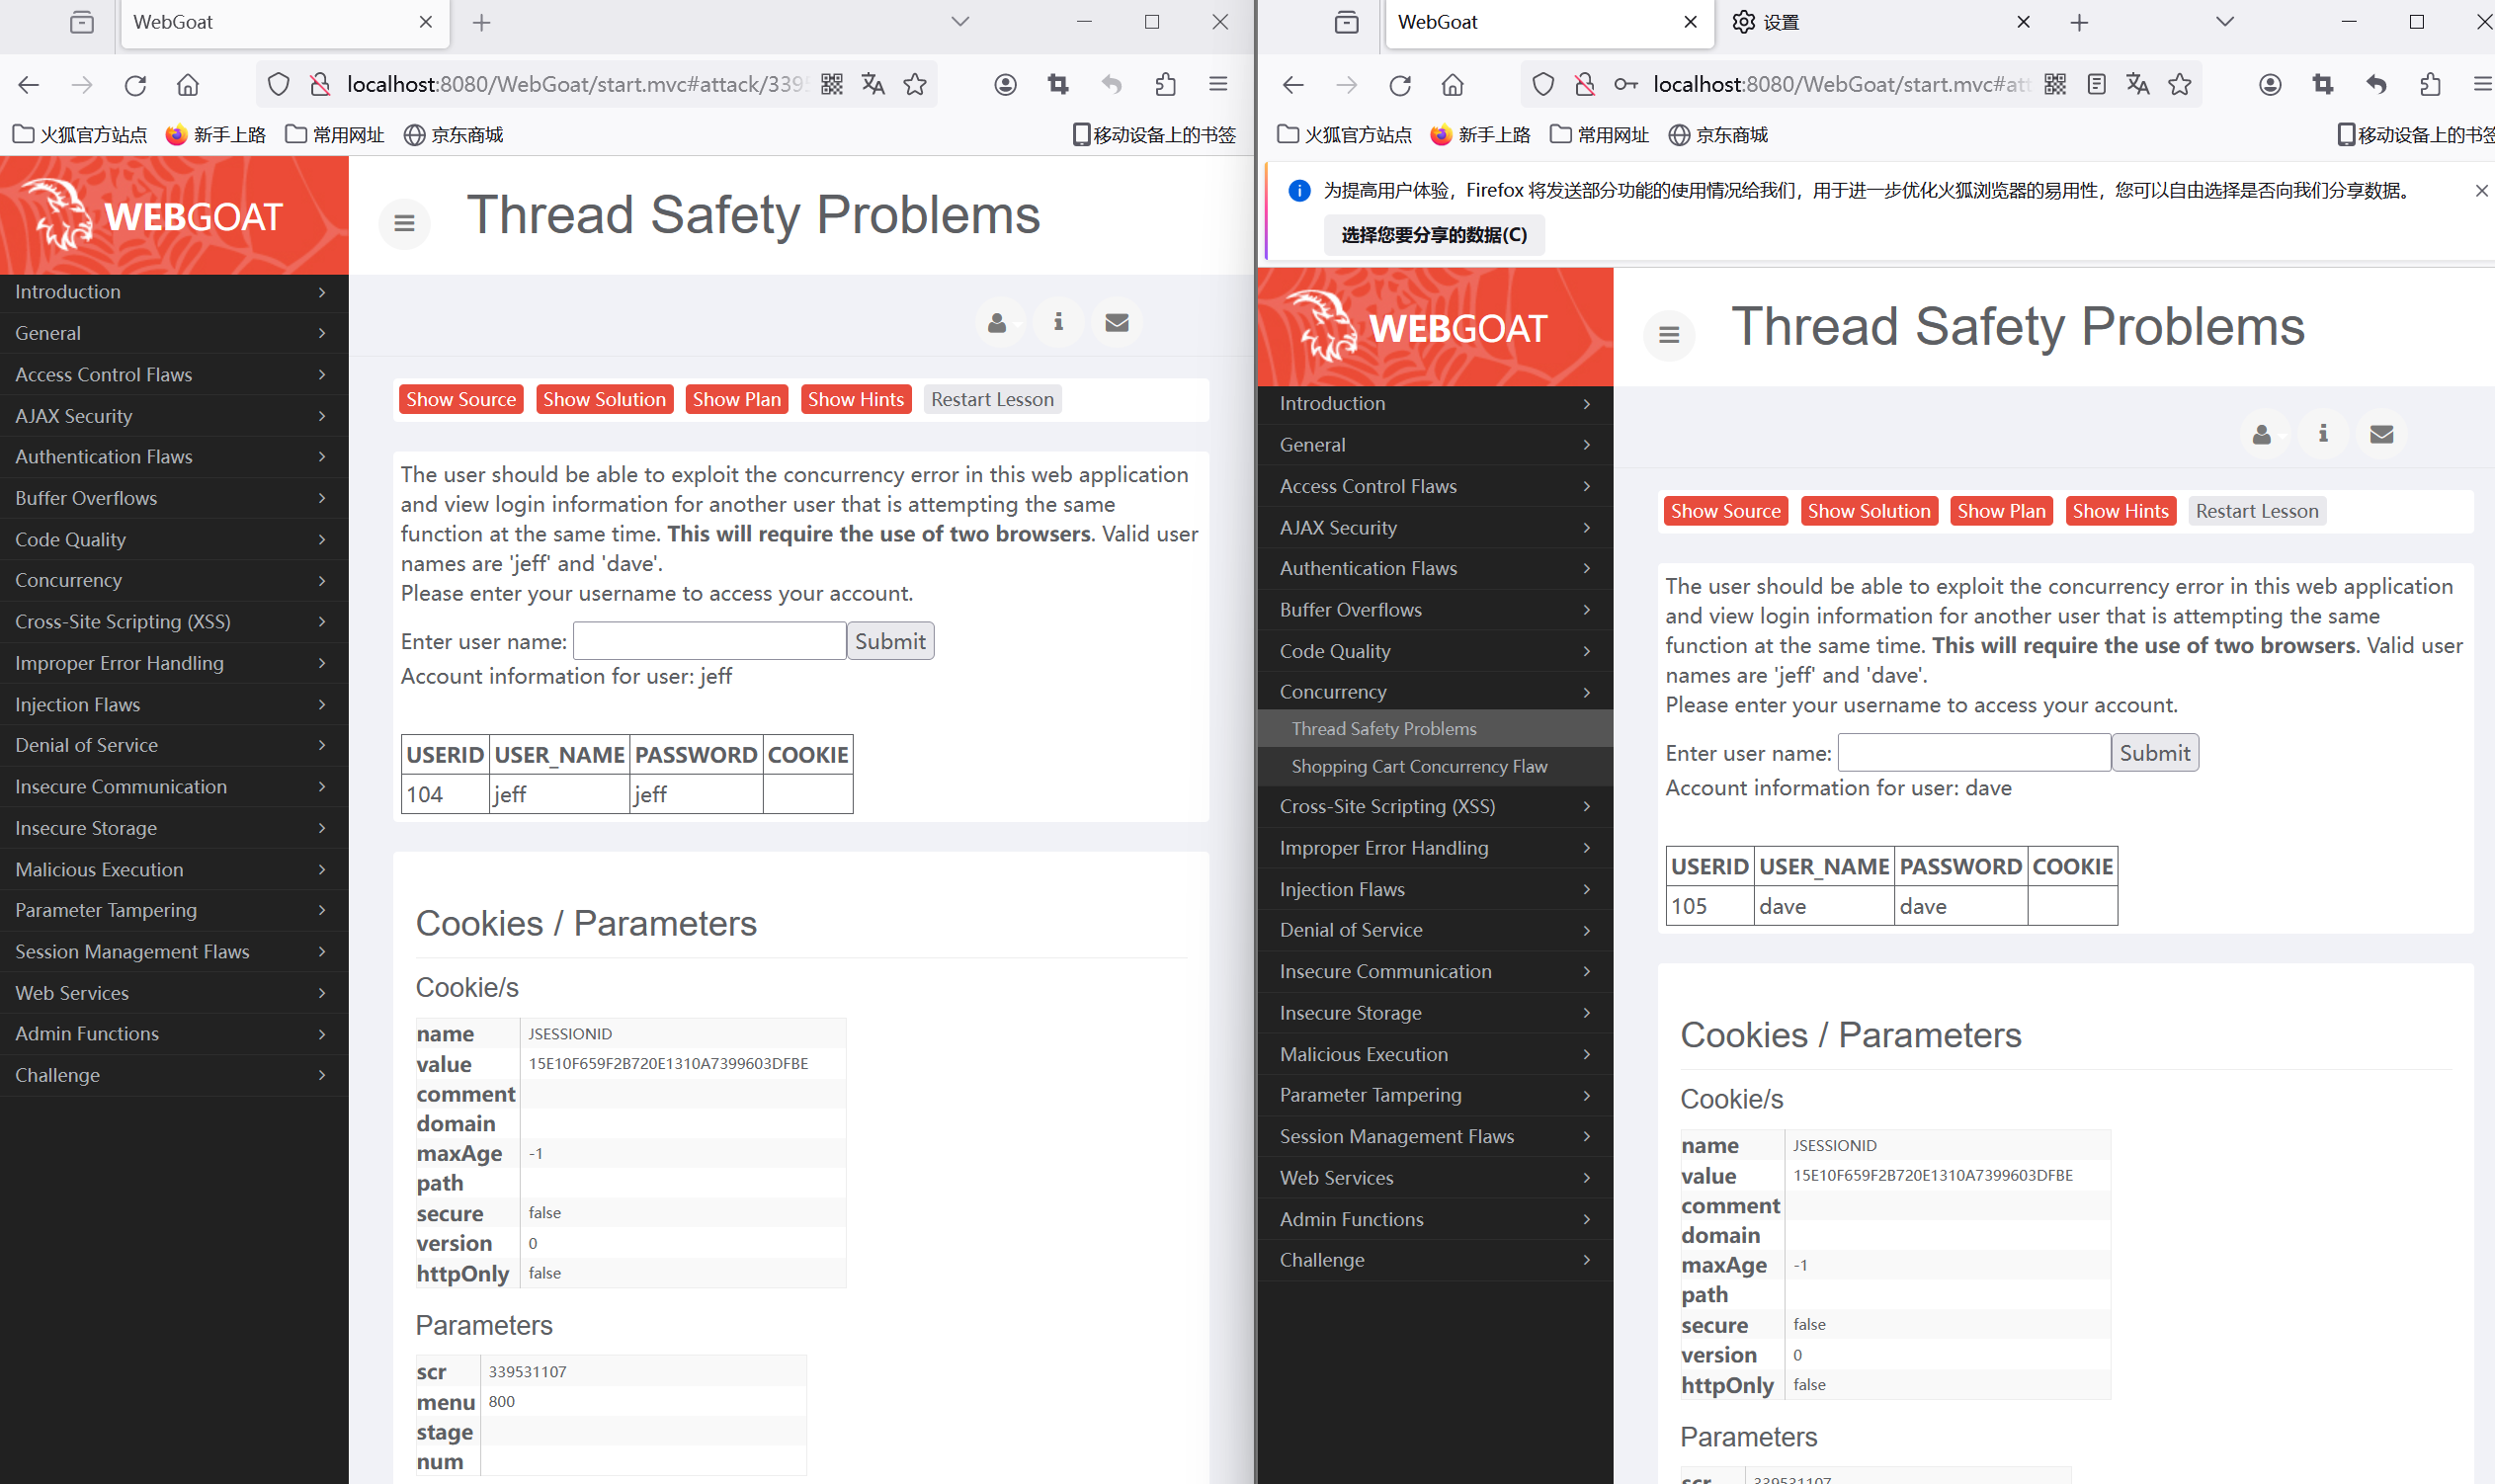 WebGoat
localhost:8080/WebGoat/start.mvc#attack/339
火狐官方站点 新手上路 常用网址 京东商城 移动设备上的书签
WEBGOAT
Thread Safety Problems
Introduction
General
Access Control Flaws
AJAX Security
Authentication Flaws
Buffer Overflows
Code Quality
Concurrency
Cross-Site Scripting (XSS)
Improper Error Handling
Injection Flaws
Denial of Service
Insecure Communication
Insecure Storage
Malicious Execution
Parameter Tampering
Session Management Flaws
Web Services
Admin Functions
Challenge
Show Source Show Solution Show Plan Show Hints Restart Lesson
The user should be able to exploit the concurrency error in this web application
and view login information for another user that is attempting the same
function at the same time. This will require the use of two browsers. Valid user
names are 'jeff' and 'dave'.
Please enter your username to access your account.
Enter user name: Submit
Account information for user: jeff
USERID USER_NAME PASSWORD COOKIE
104 jeff jeff
Cookies / Parameters
Cookie/s
name JSESSIONID
value 15E10F659F2B720E1310A7399603DFBE
comment
domain
maxAge -1
path
secure false
version 0
httpOnly false
Parameters
scr 339531107
menu 800
stage
num
WebGoat 设置
localhost:8080/WebGoat/start.mvc#att
火狐官方站点 新手上路 常用网址 京东商城 移动设备上的书签
为提高用户体验，Firefox 将发送部分功能的使用情况给我们，用于进一步优化火狐浏览器的易用性，您可以自由选择是否向我们分享数据。
选择您要分享的数据(C)
WEBGOAT
Thread Safety Problems
Introduction
General
Access Control Flaws
AJAX Security
Authentication Flaws
Buffer Overflows
Code Quality
Concurrency
Thread Safety Problems
Shopping Cart Concurrency Flaw
Cross-Site Scripting (XSS)
Improper Error Handling
Injection Flaws
Denial of Service
Insecure Communication
Insecure Storage
Malicious Execution
Parameter Tampering
Session Management Flaws
Web Services
Admin Functions
Challenge
Show Source Show Solution Show Plan Show Hints Restart Lesson
The user should be able to exploit the concurrency error in this web application
and view login information for another user that is attempting the same
function at the same time. This will require the use of two browsers. Valid user
names are 'jeff' and 'dave'.
Please enter your username to access your account.
Enter user name: Submit
Account information for user: dave
USERID USER_NAME PASSWORD COOKIE
105 dave dave
Cookies / Parameters
Cookie/s
name JSESSIONID
value 15E10F659F2B720E1310A7399603DFBE
comment
domain
maxAge -1
path
secure false
version 0
httpOnly false
Parameters
scr 339531107